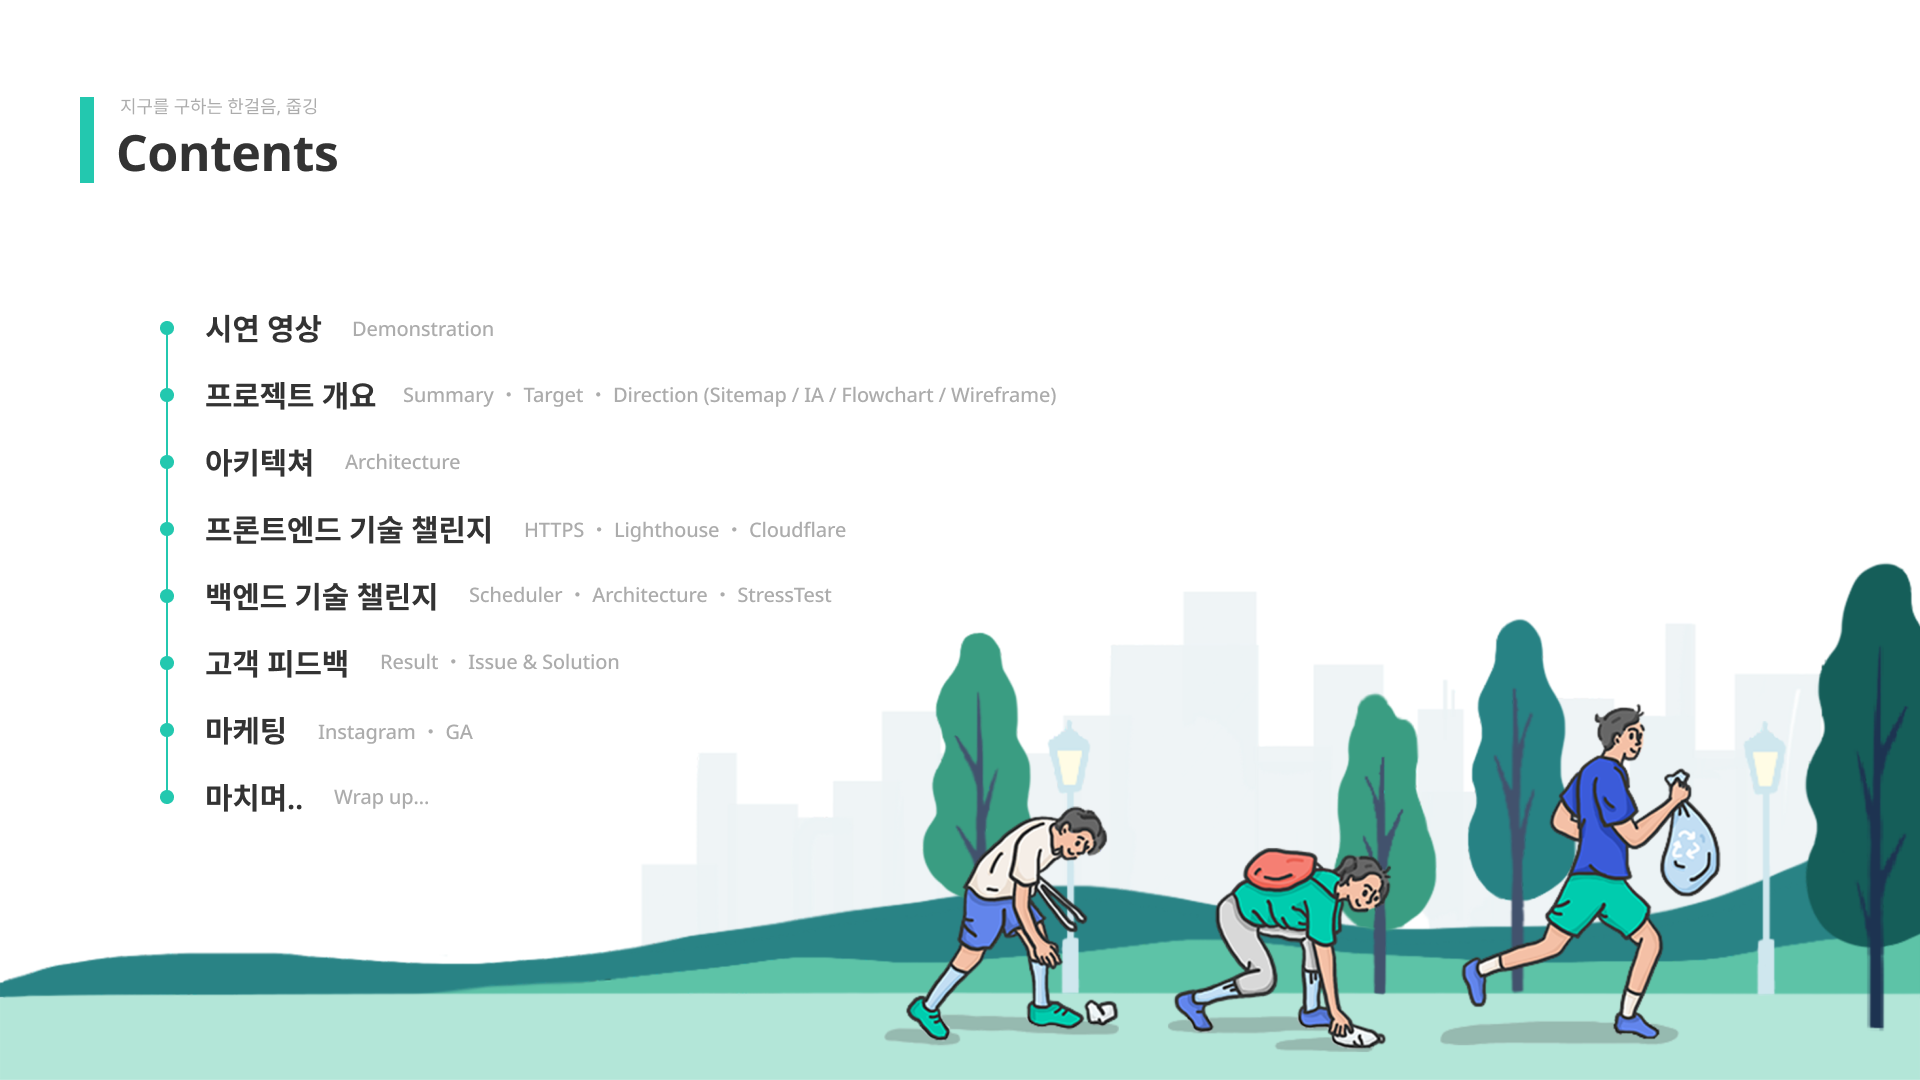 지구를 구하는 한걸음, 줍깅
Contents
시연 영상 Demonstration
프로젝트 개요 Summary • Target • Direction (Sitemap / IA / Flowchart / Wireframe)
아키텍쳐 Architecture
프론트엔드 기술 챌린지 HTTPS • Lighthouse • Cloudflare
백엔드 기술 챌린지 Scheduler • Architecture • StressTest
고객 피드백 Result • Issue & Solution
마케팅 Instagram • GA
마치며.. Wrap up...